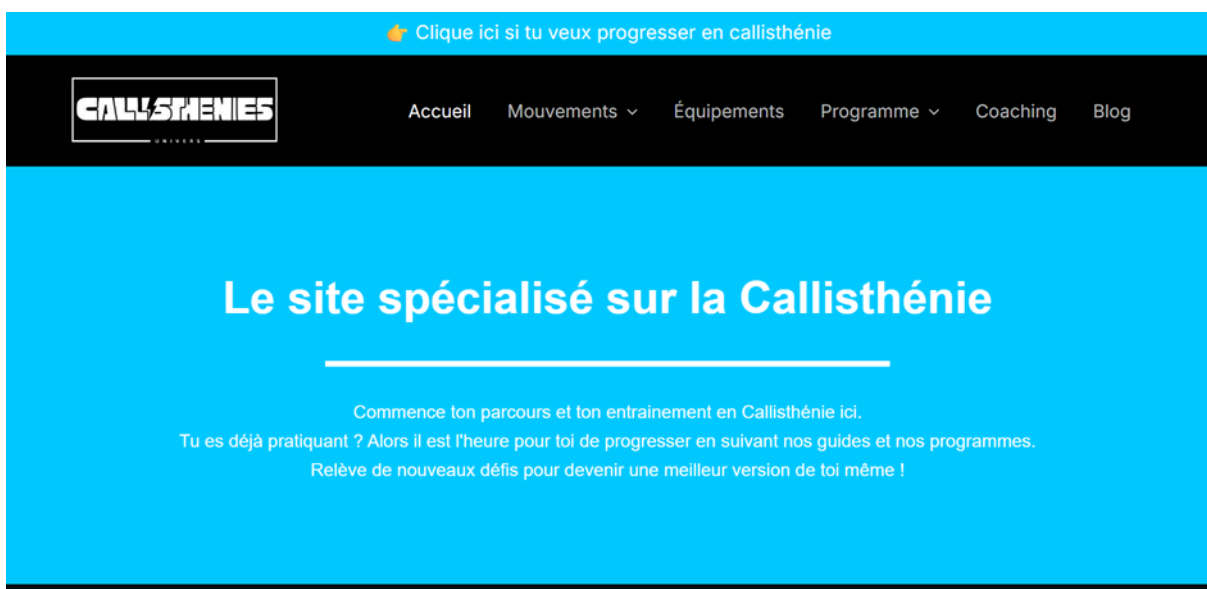 👉 Clique ici si tu veux progresser en callisthénie
CALLISTHENIES
UNIVERS
Accueil Mouvements Équipements Programme Coaching Blog
Le site spécialisé sur la Callisthénie
Commence ton parcours et ton entrainement en Callisthénie ici.
Tu es déjà pratiquant ? Alors il est l'heure pour toi de progresser en suivant nos guides et nos programmes.
Relève de nouveaux défis pour devenir une meilleur version de toi même !